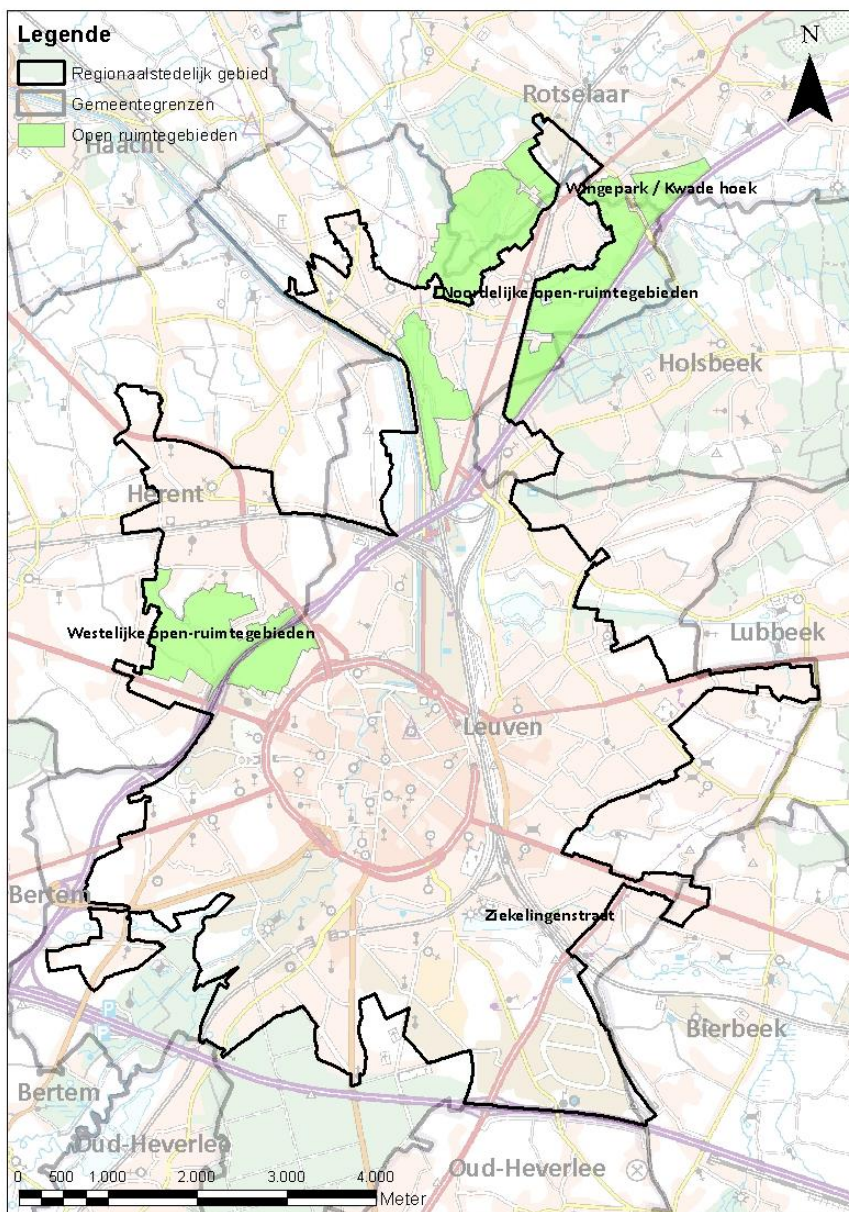 Legende
Regionaalstedelijk gebied
Gemeentegrenzen
Open ruimtegebieden
N
Rotselaar
Haacht
Wingepark / Kwade hoek
Noordelijke open-ruimtegebieden
Holsbeek
Herent
Westelijke open-ruimtegebieden
Lubbeek
Leuven
Bertem
Ziekelingenstraat
Bierbeek
Bertem
Oud-Heverlee
Oud-Heverlee
0 500 1.000 2.000 3.000 4.000
Meter